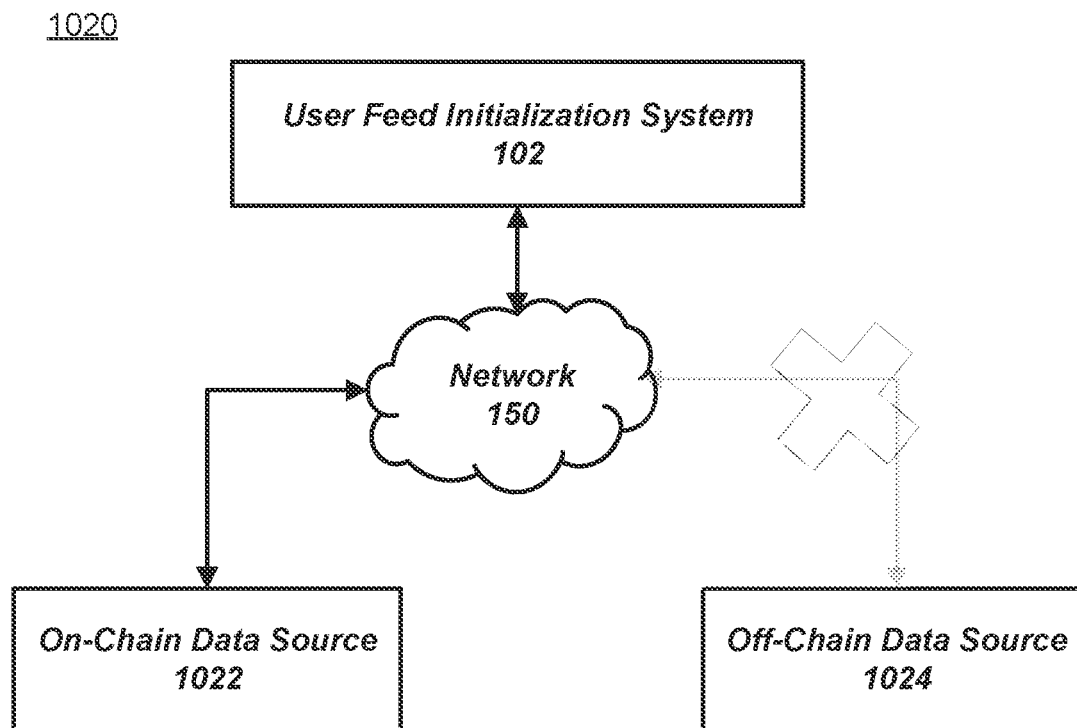 1020
User Feed Initialization System
102
Network
150
On-Chain Data Source
1022
Off-Chain Data Source
1024